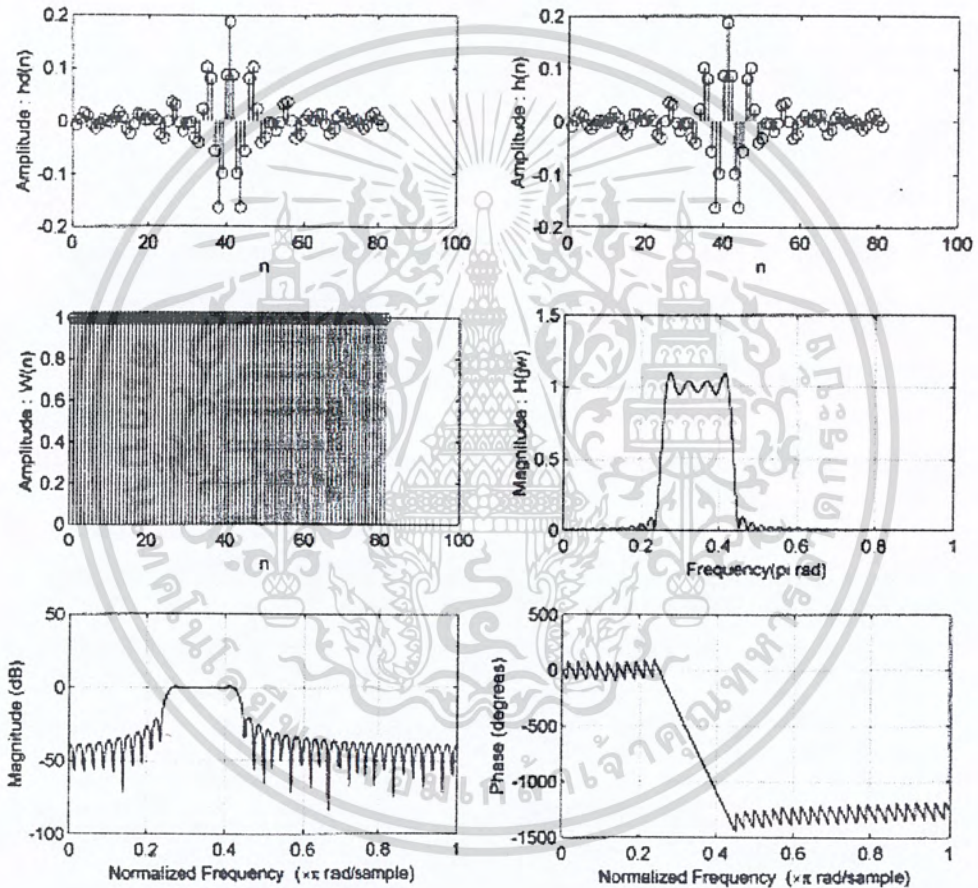 Amplitude : hd(n)
0.2
0.1
0
-0.1
-0.2
0 20 40 60 80 100
n
Amplitude : h(n)
0.2
0.1
0
-0.1
-0.2
0 20 40 60 80 100
n
Amplitude : W(n)
1
0.8
0.6
0.4
0.2
0
0 20 40 60 80 100
n
Magnitude : H(jw)
1.5
1
0.5
0
0 0.2 0.4 0.6 0.8 1
Frequency(pi rad)
Magnitude (dB)
50
0
-50
-100
0 0.2 0.4 0.6 0.8 1
Normalized Frequency (×π rad/sample)
Phase (degrees)
500
0
-500
-1000
-1500
0 0.2 0.4 0.6 0.8 1
Normalized Frequency (×π rad/sample)